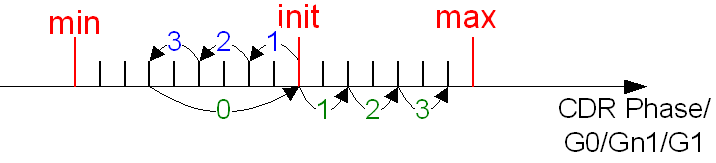 min init max
3 2 1
0 1 2 3
CDR Phase/
G0/Gn1/G1